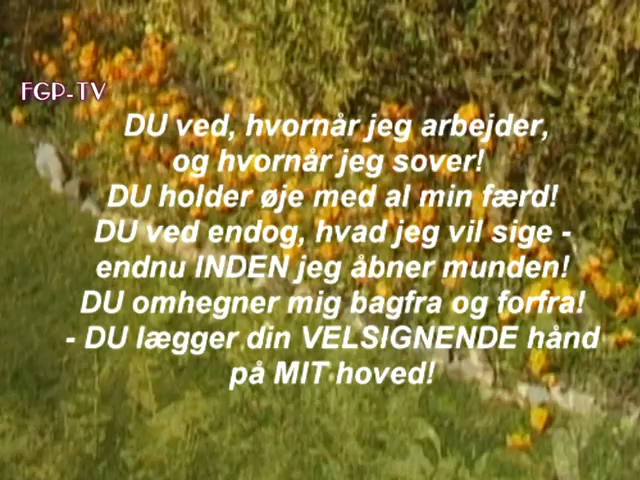 FGP-TV
DU ved, hvornår jeg arbejder,
og hvornår jeg sover!
DU holder øje med al min færd!
DU ved endog, hvad jeg vil sige -
endnu INDEN jeg åbner munden!
DU omhegner mig bagfra og forfra!
- DU lægger din VELSIGNENDE hånd
på MIT hoved!